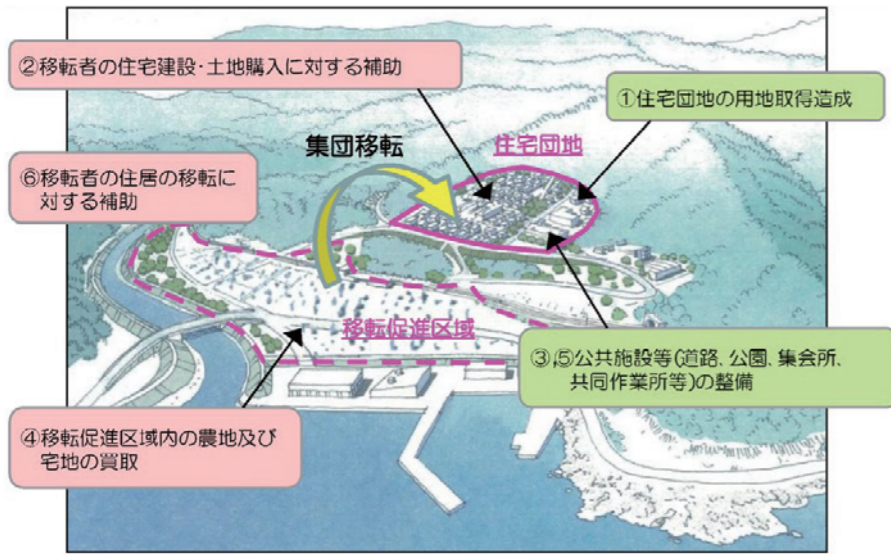 ②移転者の住宅建設･土地購入に対する補助
①住宅団地の用地取得造成
集団移転
住宅団地
⑥移転者の住居の移転に
対する補助
移転促進区域
③,⑤公共施設等(道路、公園、集会所、
共同作業所等)の整備
④移転促進区域内の農地及び
宅地の買取